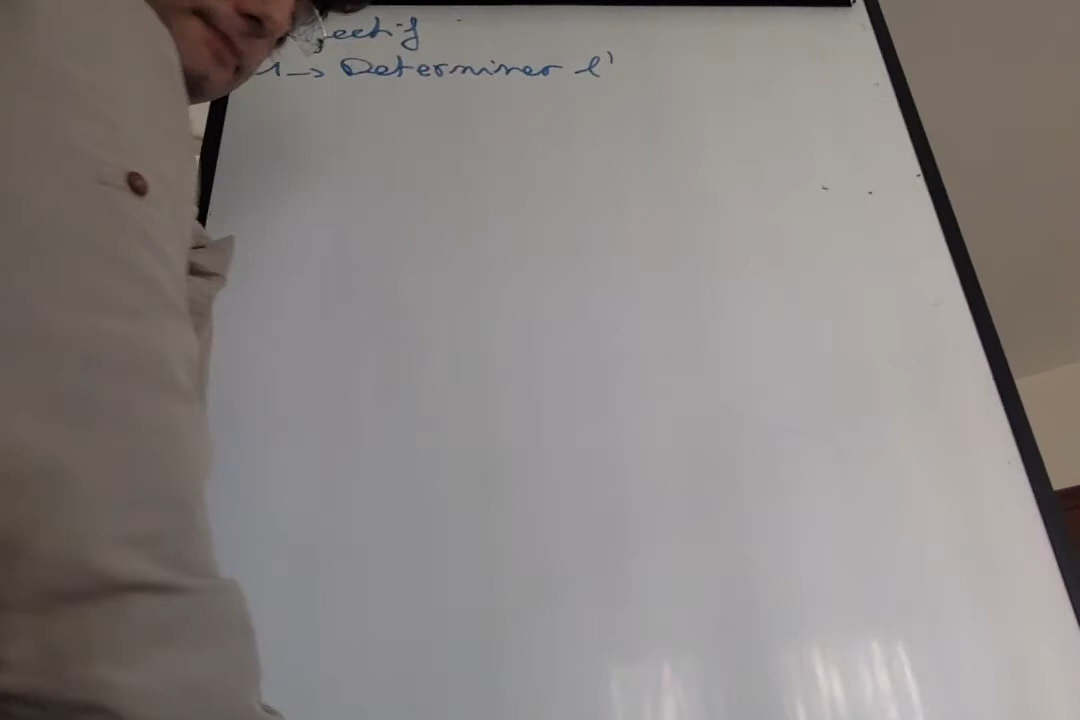 jectif
1 → Determiner l'